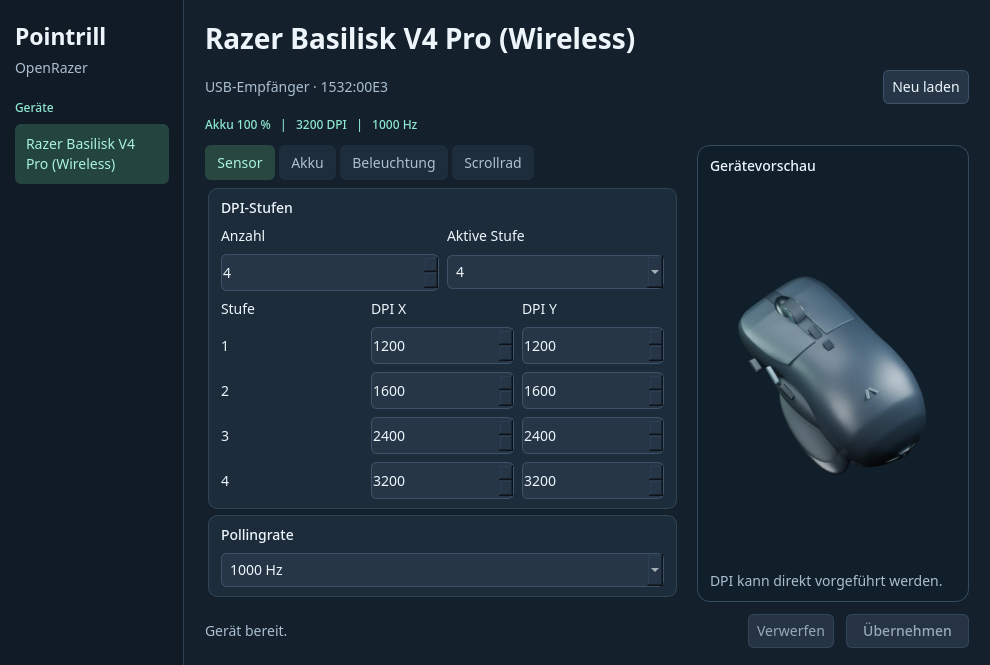 Pointrill
OpenRazer
Geräte
Razer Basilisk V4
Pro (Wireless)
Razer Basilisk V4 Pro (Wireless)
USB-Empfänger · 1532:00E3
Neu laden
Akku 100 % | 3200 DPI | 1000 Hz
Sensor Akku Beleuchtung Scrollrad
DPI-Stufen
Anzahl Aktive Stufe
4 4
Stufe DPI X DPI Y
1 1200 1200
2 1600 1600
3 2400 2400
4 3200 3200
Pollingrate
1000 Hz
Gerätevorschau
DPI kann direkt vorgeführt werden.
Gerät bereit.
Verwerfen Übernehmen